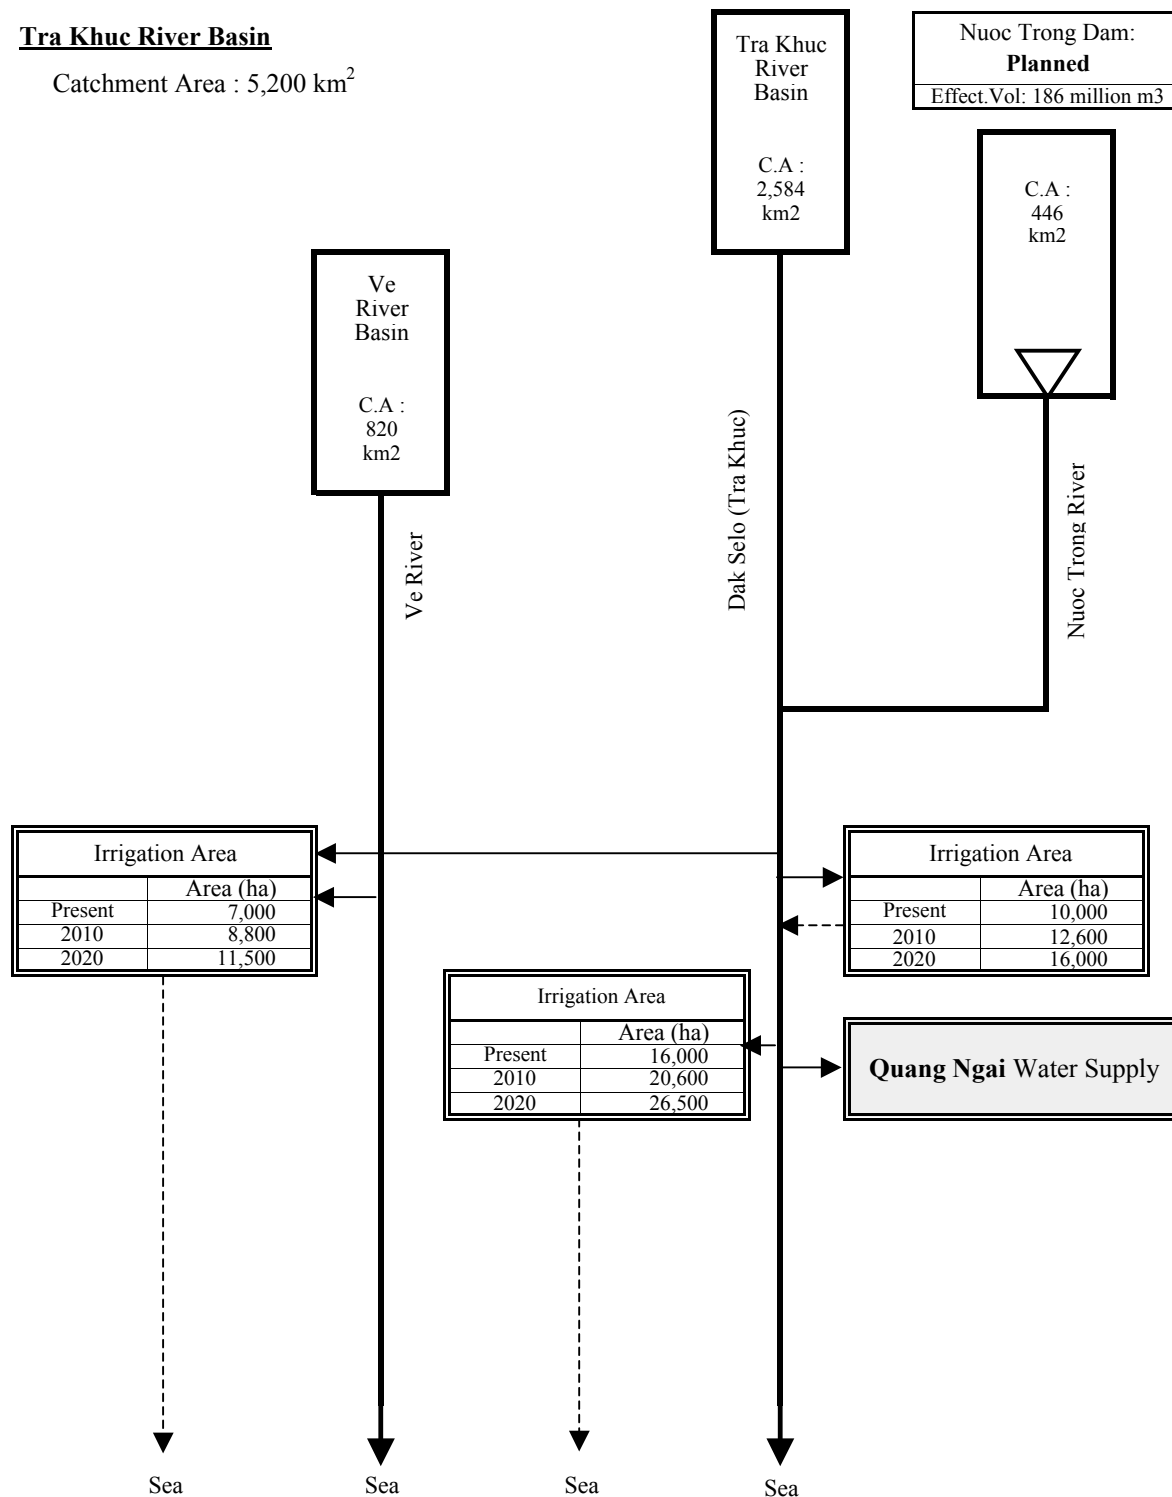 Tra Khuc River Basin
Catchment Area : 5,200 km2
Tra Khuc
River
Basin
C.A :
2,584
km2
Nuoc Trong Dam:
Planned
Effect.Vol: 186 million m3
C.A :
446
km2
Ve
River
Basin
C.A :
820
km2
Ve River
Dak Selo (Tra Khuc)
Nuoc Trong River
Irrigation Area
Area (ha)
Present 7,000
2010 8,800
2020 11,500
Irrigation Area
Area (ha)
Present 10,000
2010 12,600
2020 16,000
Irrigation Area
Area (ha)
Present 16,000
2010 20,600
2020 26,500
Quang Ngai Water Supply
Sea
Sea
Sea
Sea